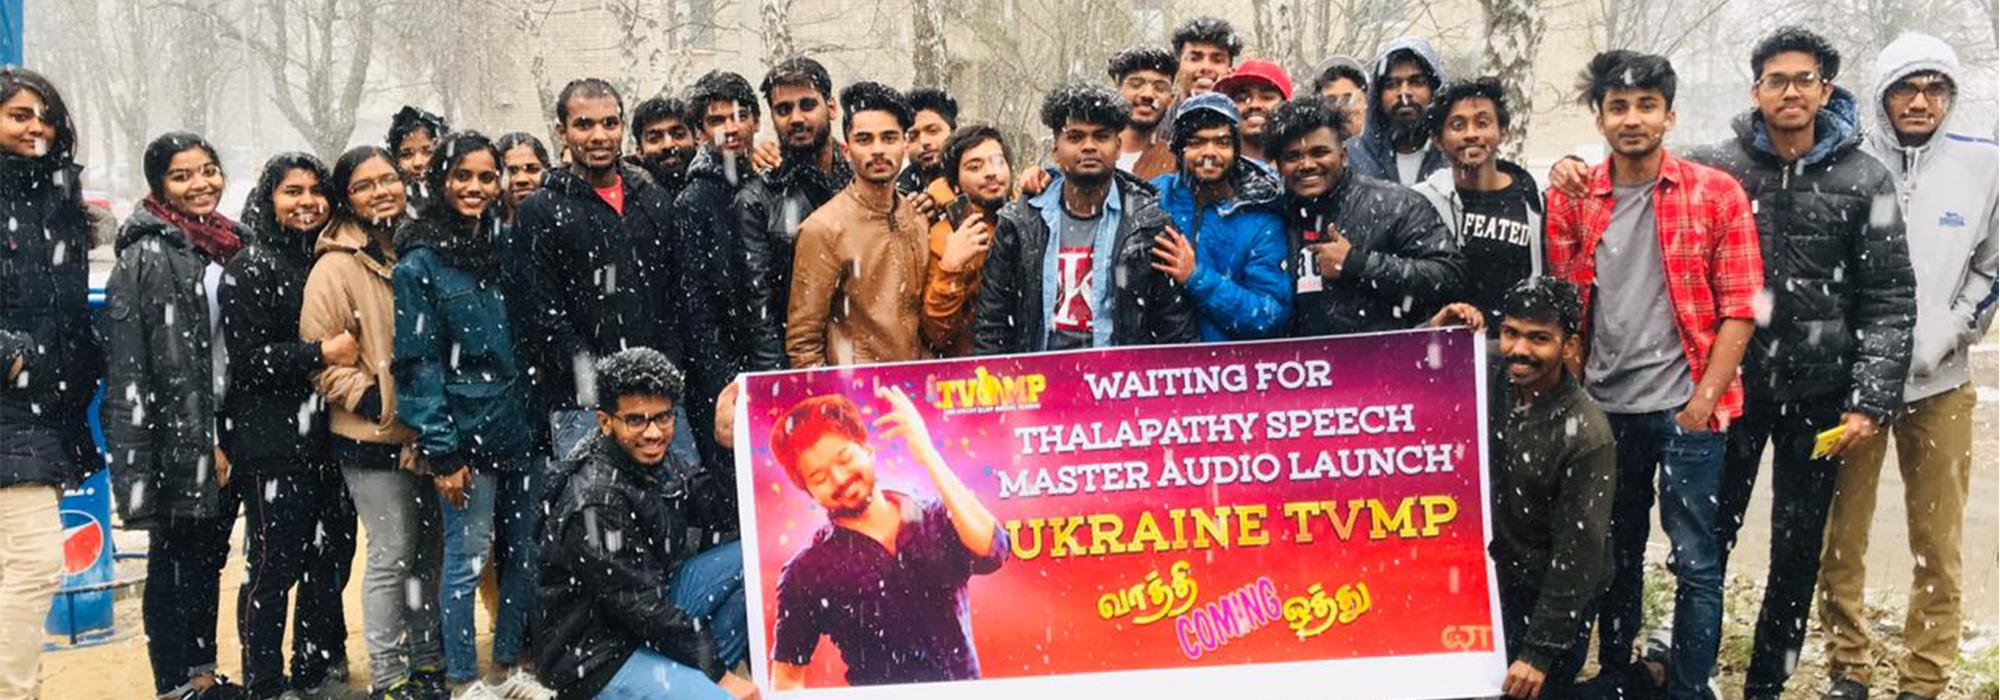 FEATED
TVMP
WAITING FOR
THALAPATHY SPEECH
MASTER AUDIO LAUNCH
UKRAINE TVMP
வாத்தி COMING ஒத்து